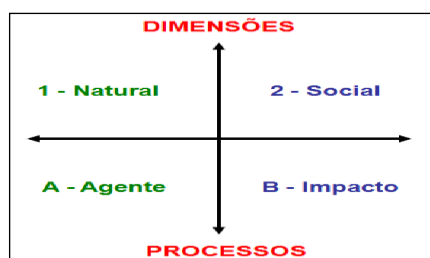 DIMENSÕES
1 - Natural
2 - Social
A - Agente
B - Impacto
PROCESSOS